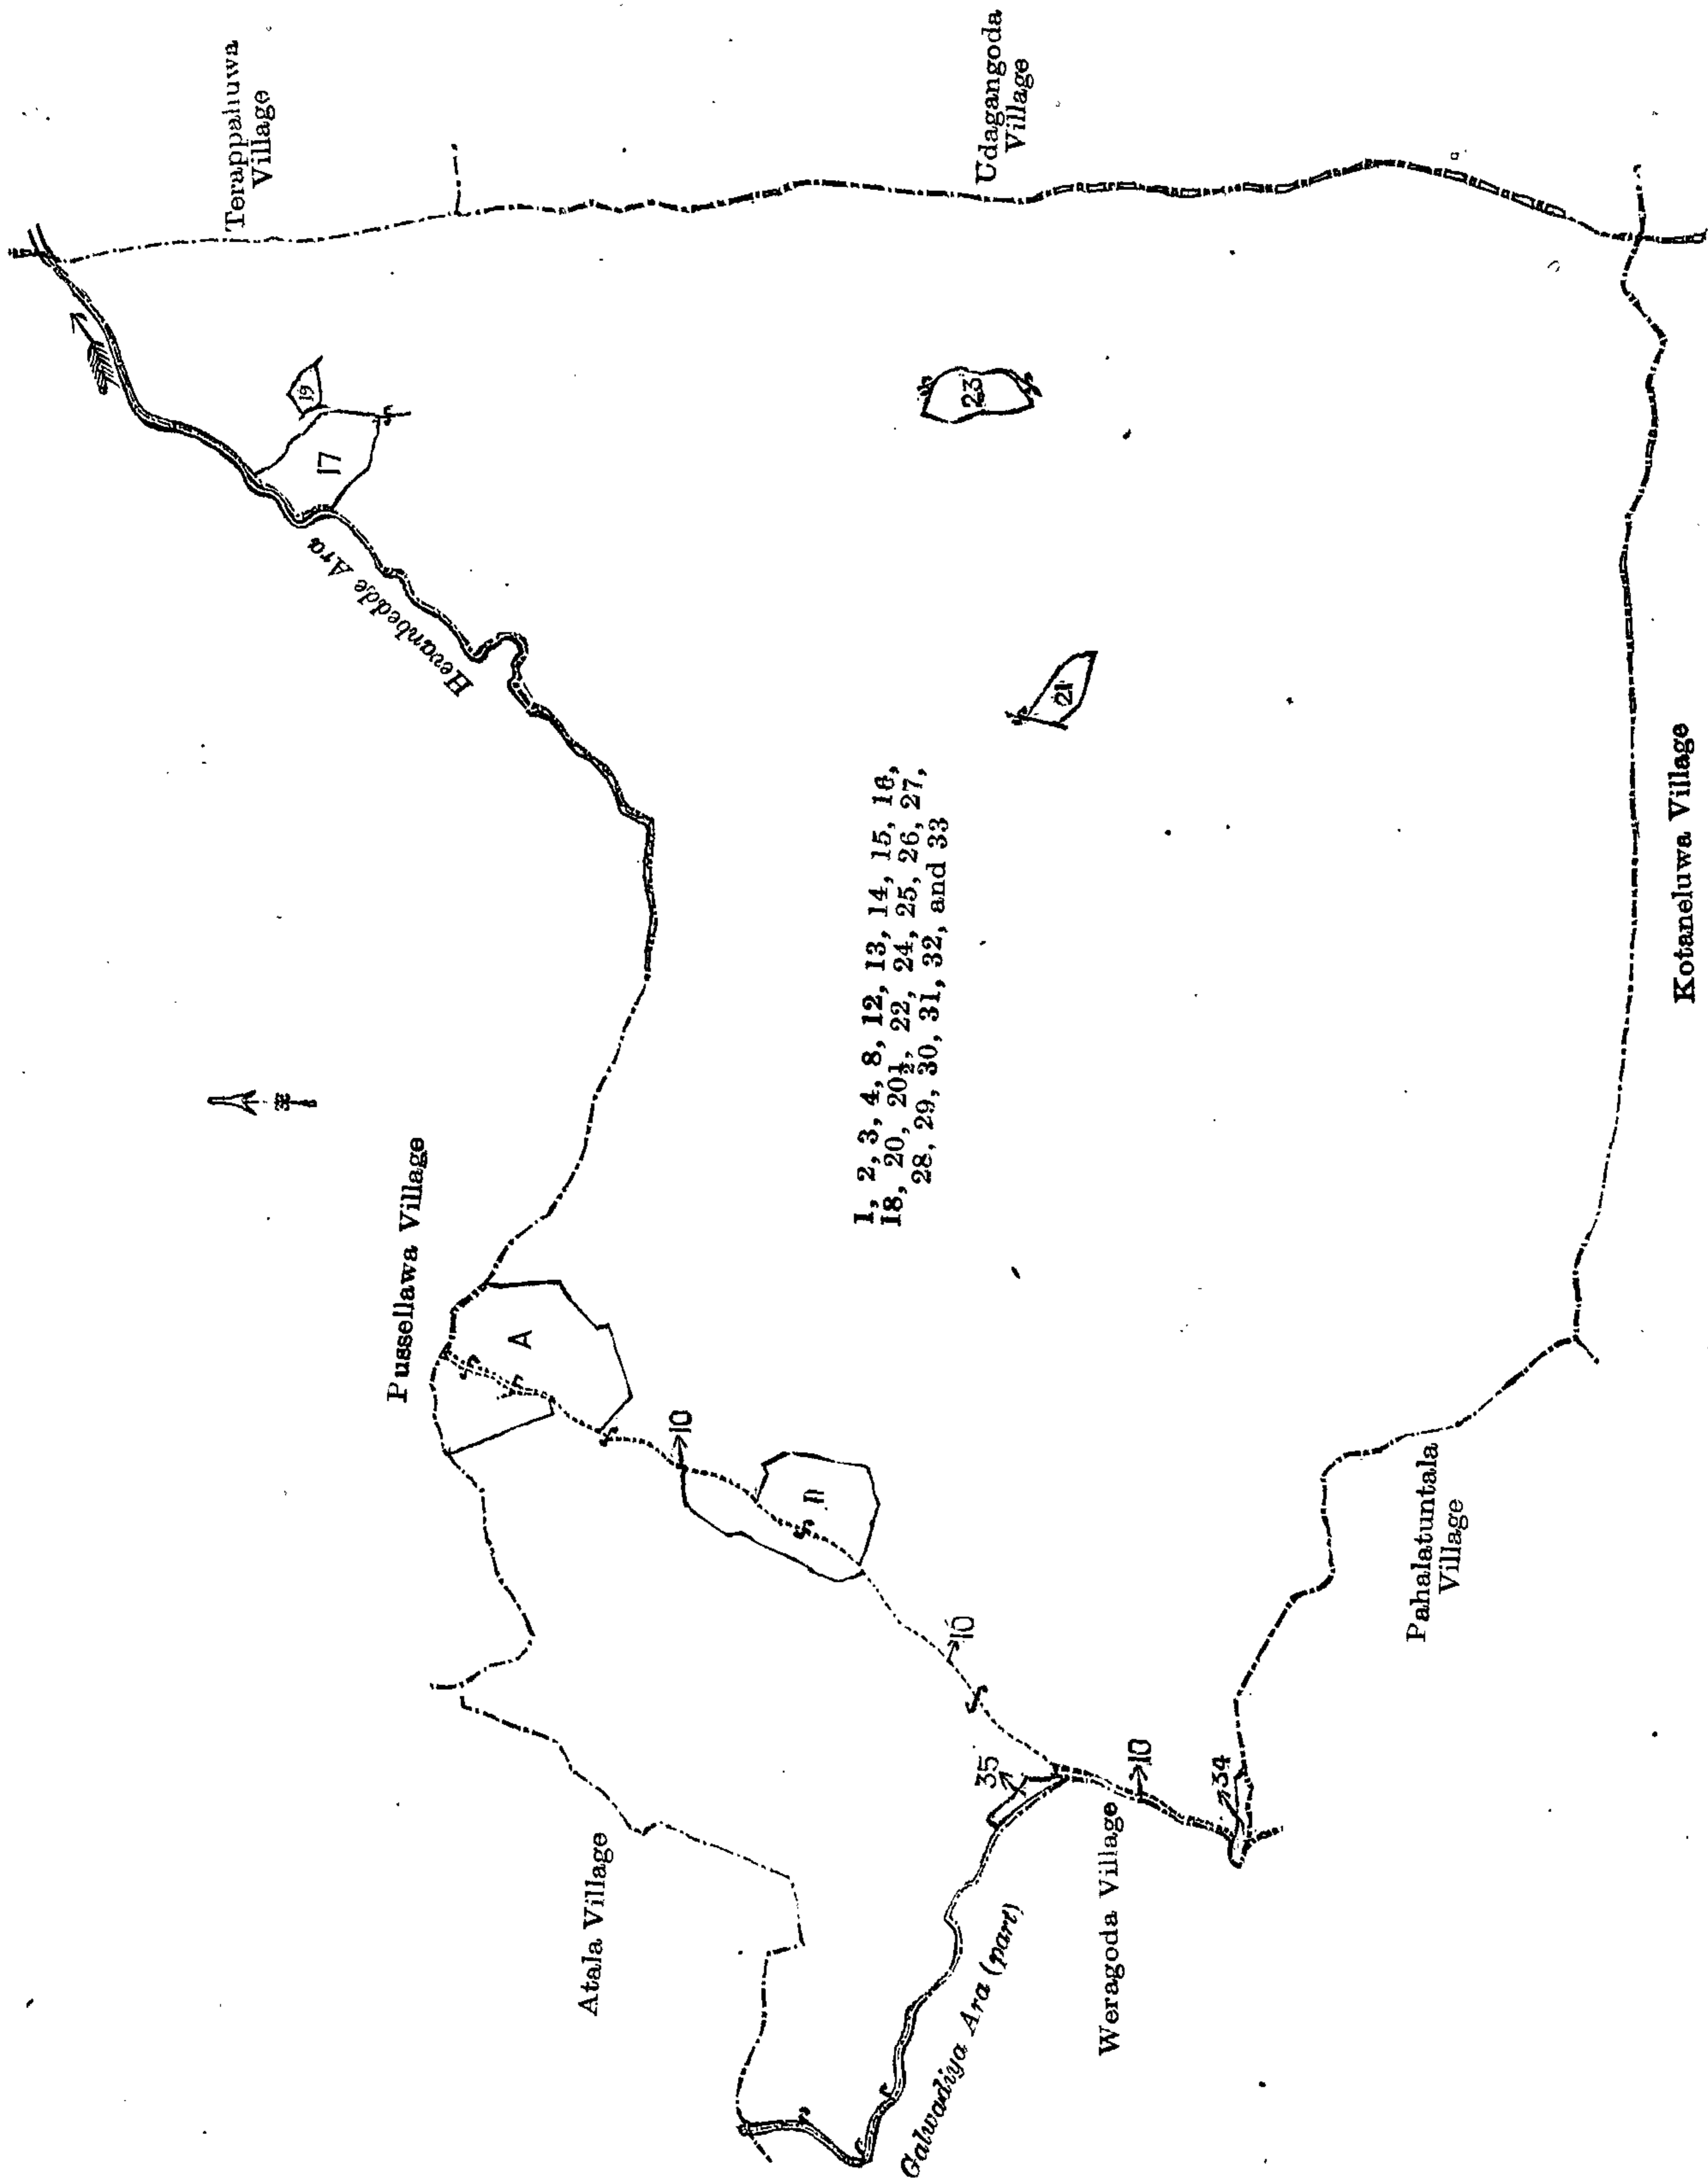 Terappahuwa
Village
Udagangoda
Village
19
17
23
Hevanbedde Ara
21
Pussellawa Village
A
1, 2, 3, 4, 8, 12, 13, 14, 15, 16,
18, 20, 20½, 22, 24, 25, 26, 27,
28, 29, 30, 31, 32, and 33
10
B
Kotaneluwa Village
10
Pahalatuntala
Village
Atala Village
35
10
34
Weragoda Village
Galwadiya Ara (part)